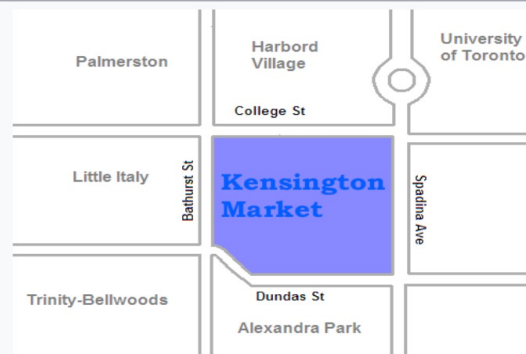 University
of Toronto
Harbord
Village
Palmerston
College St
Little Italy
Bathurst St
Kensington
Market
Spadina Ave
Trinity-Bellwoods
Dundas St
Alexandra Park